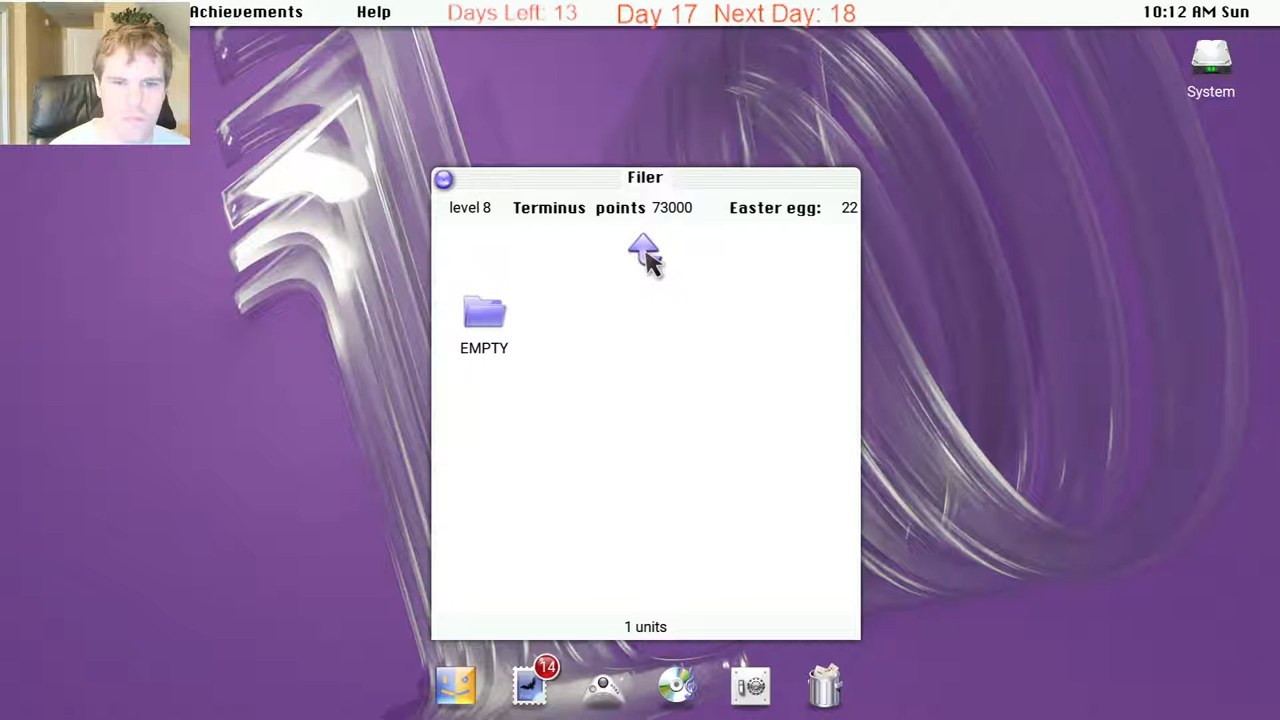 Achievements Help Days Left: 13 Day 17 Next Day: 18 10:12 AM Sun
System
Filer
level 8 Terminus points 73000 Easter egg: 22
EMPTY
1 units
14